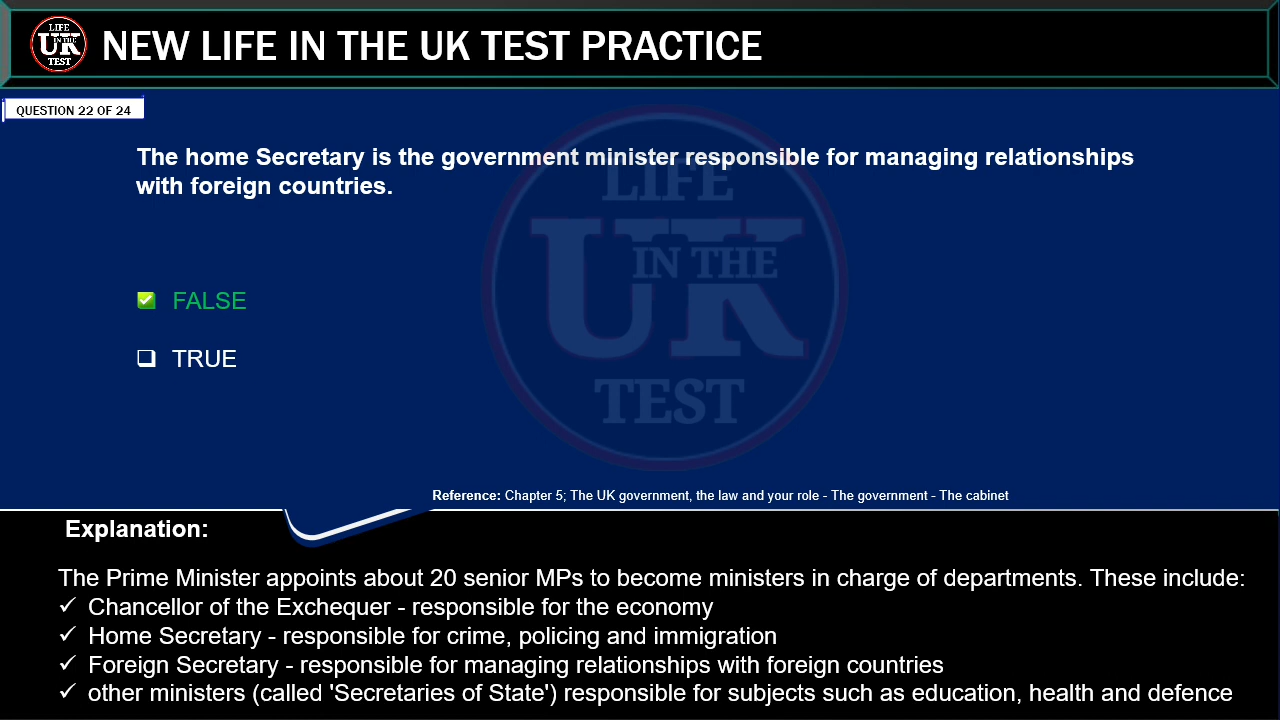 LIFE
UK
IN THE
TEST
NEW LIFE IN THE UK TEST PRACTICE
QUESTION 22 OF 24
The home Secretary is the government minister responsible for managing relationships
with foreign countries.
LIFE
UK
IN THE
TEST
FALSE
TRUE
Reference: Chapter 5; The UK government, the law and your role - The government - The cabinet
Explanation:
The Prime Minister appoints about 20 senior MPs to become ministers in charge of departments. These include:
Chancellor of the Exchequer - responsible for the economy
Home Secretary - responsible for crime, policing and immigration
Foreign Secretary - responsible for managing relationships with foreign countries
other ministers (called 'Secretaries of State') responsible for subjects such as education, health and defence